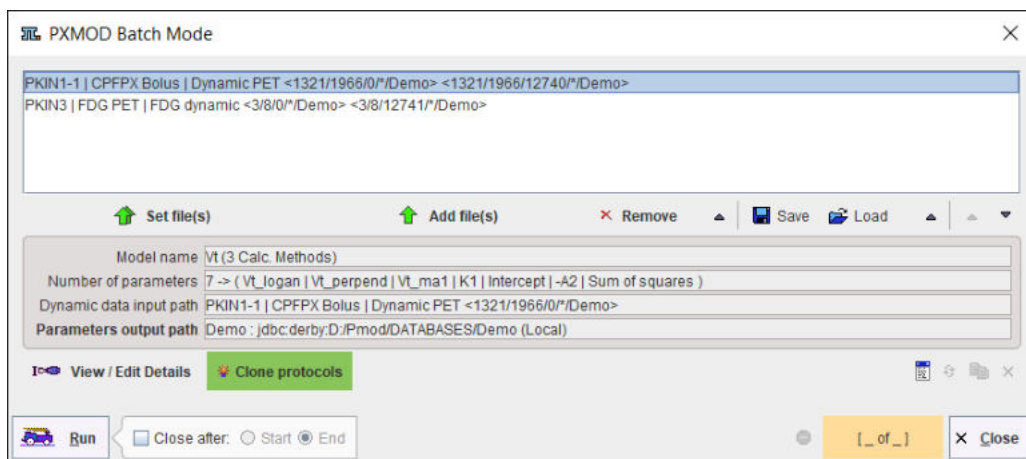 PXMOD Batch Mode
PKIN1-1 | CPFPX Bolus | Dynamic PET <1321/1966/0/*/Demo> <1321/1966/12740/*/Demo>
PKIN3 | FDG PET | FDG dynamic <3/8/0/*/Demo> <3/8/12741/*/Demo>
Set file(s) Add file(s) Remove Save Load
Model name Vt (3 Calc. Methods)
Number of parameters 7 -> ( Vt_logan | Vt_perpend | Vt_ma1 | K1 | Intercept | -A2 | Sum of squares )
Dynamic data input path PKIN1-1 | CPFPX Bolus | Dynamic PET <1321/1966/0/*/Demo>
Parameters output path Demo : jdbc:derby:D:/Pmod/DATABASES/Demo (Local)
View / Edit Details Clone protocols
Run Close after: Start End [ _ of _ ] Close